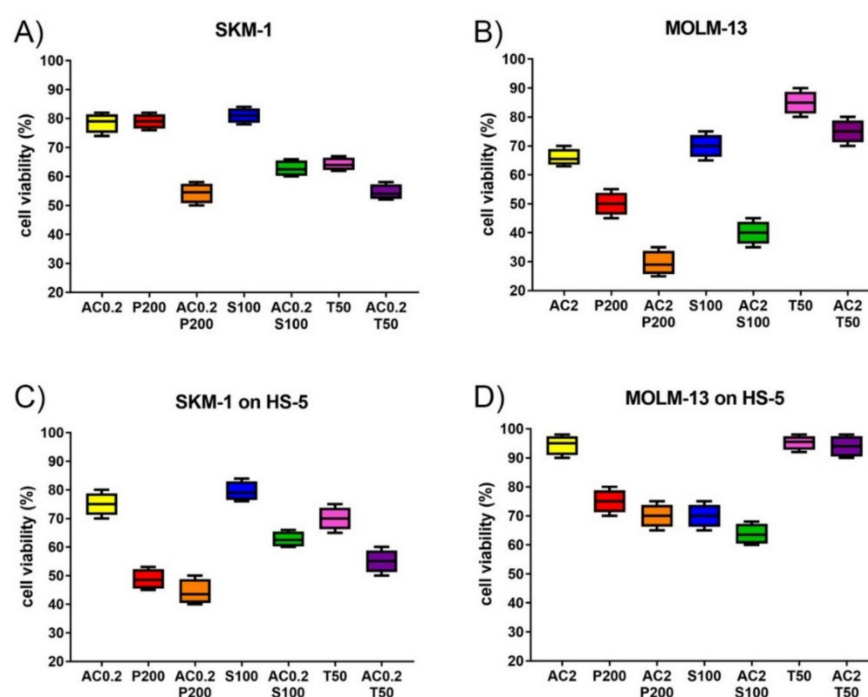 A)
SKM-1
cell viability (%)
100
90
80
70
60
50
40
30
20
AC0.2 P200 AC0.2 S100 AC0.2 T50 AC0.2
P200 S100 T50
B)
MOLM-13
cell viability (%)
100
90
80
70
60
50
40
30
20
AC2 P200 AC2 S100 AC2 T50 AC2
P200 S100 T50
C)
SKM-1 on HS-5
cell viability (%)
100
90
80
70
60
50
40
30
20
AC0.2 P200 AC0.2 S100 AC0.2 T50 AC0.2
P200 S100 T50
D)
MOLM-13 on HS-5
cell viability (%)
100
90
80
70
60
50
40
30
20
AC2 P200 AC2 S100 AC2 T50 AC2
P200 S100 T50